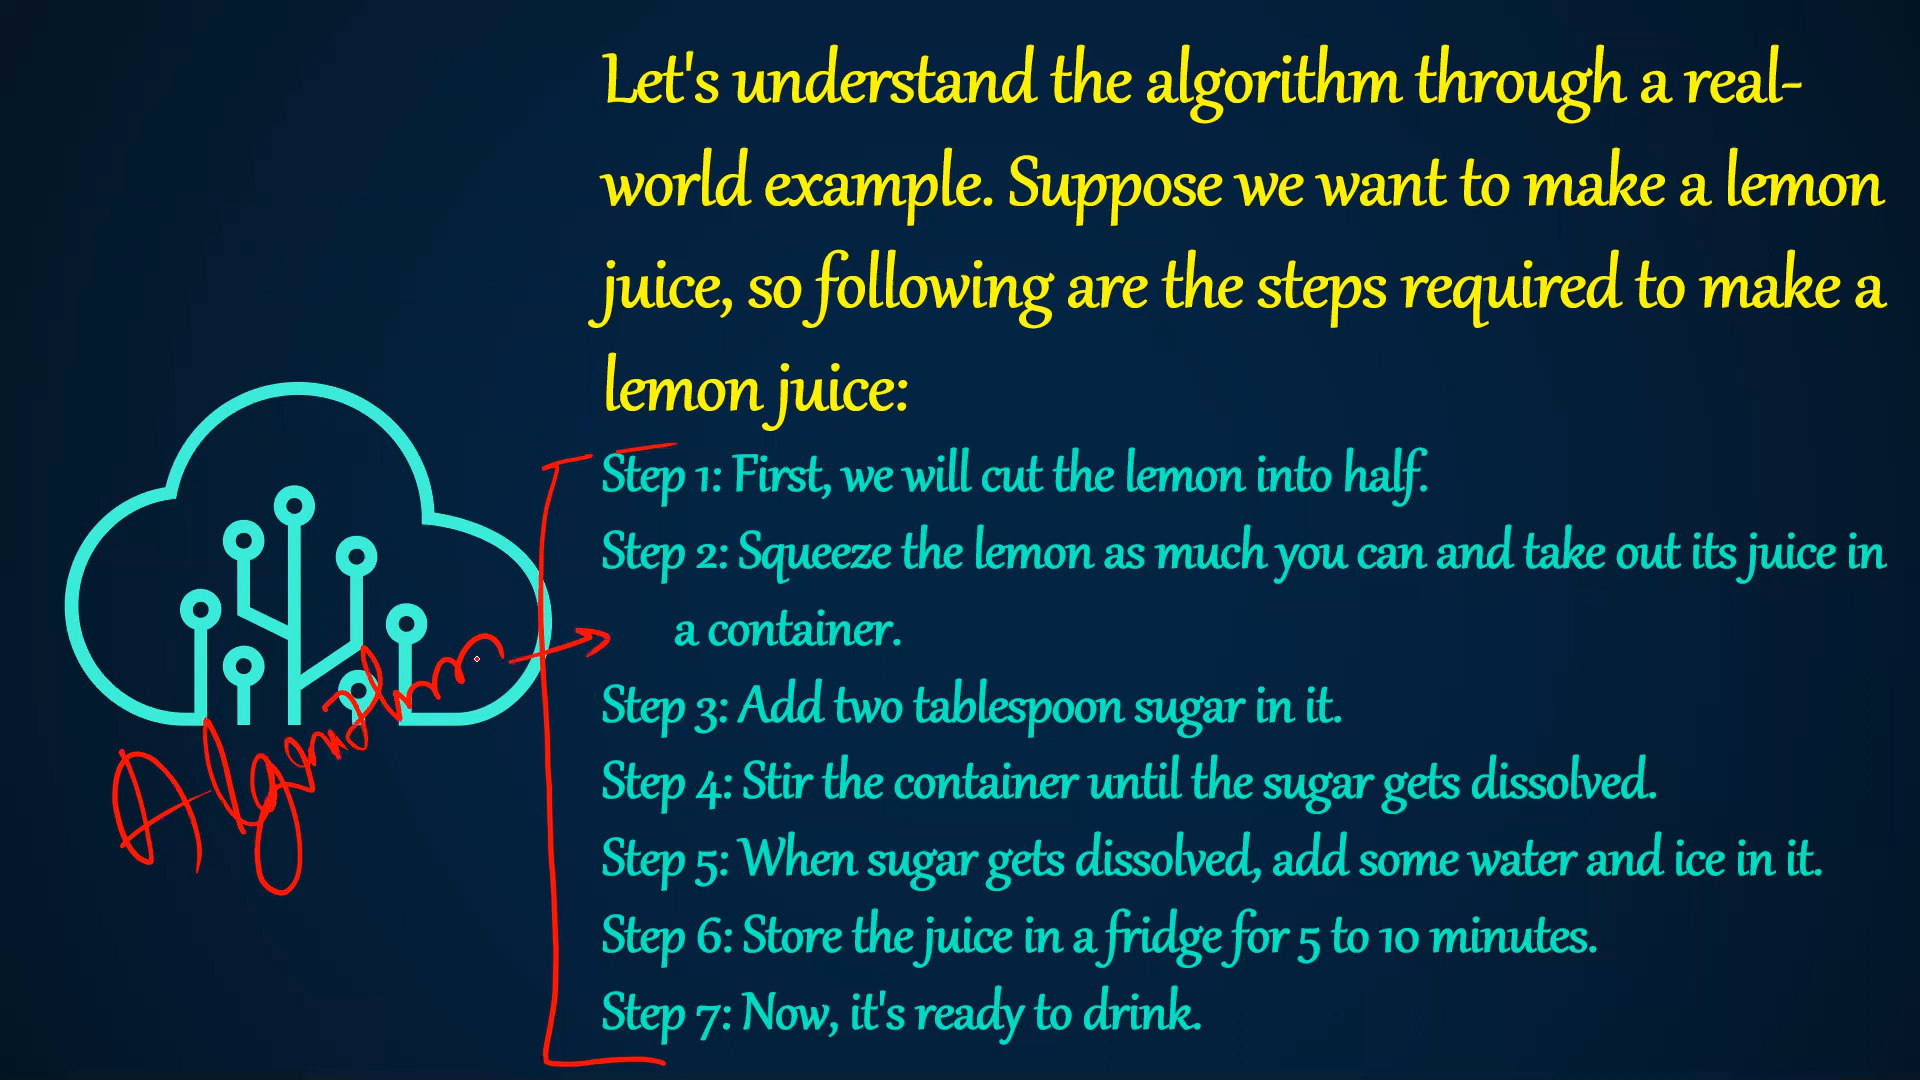 Let's understand the algorithm through a real-
world example. Suppose we want to make a lemon
juice, so following are the steps required to make a
lemon juice:
Step 1: First, we will cut the lemon into half.
Step 2: Squeeze the lemon as much you can and take out its juice in
a container.
Step 3: Add two tablespoon sugar in it.
Step 4: Stir the container until the sugar gets dissolved.
Step 5: When sugar gets dissolved, add some water and ice in it.
Step 6: Store the juice in a fridge for 5 to 10 minutes.
Step 7: Now, it's ready to drink.
Algorithm